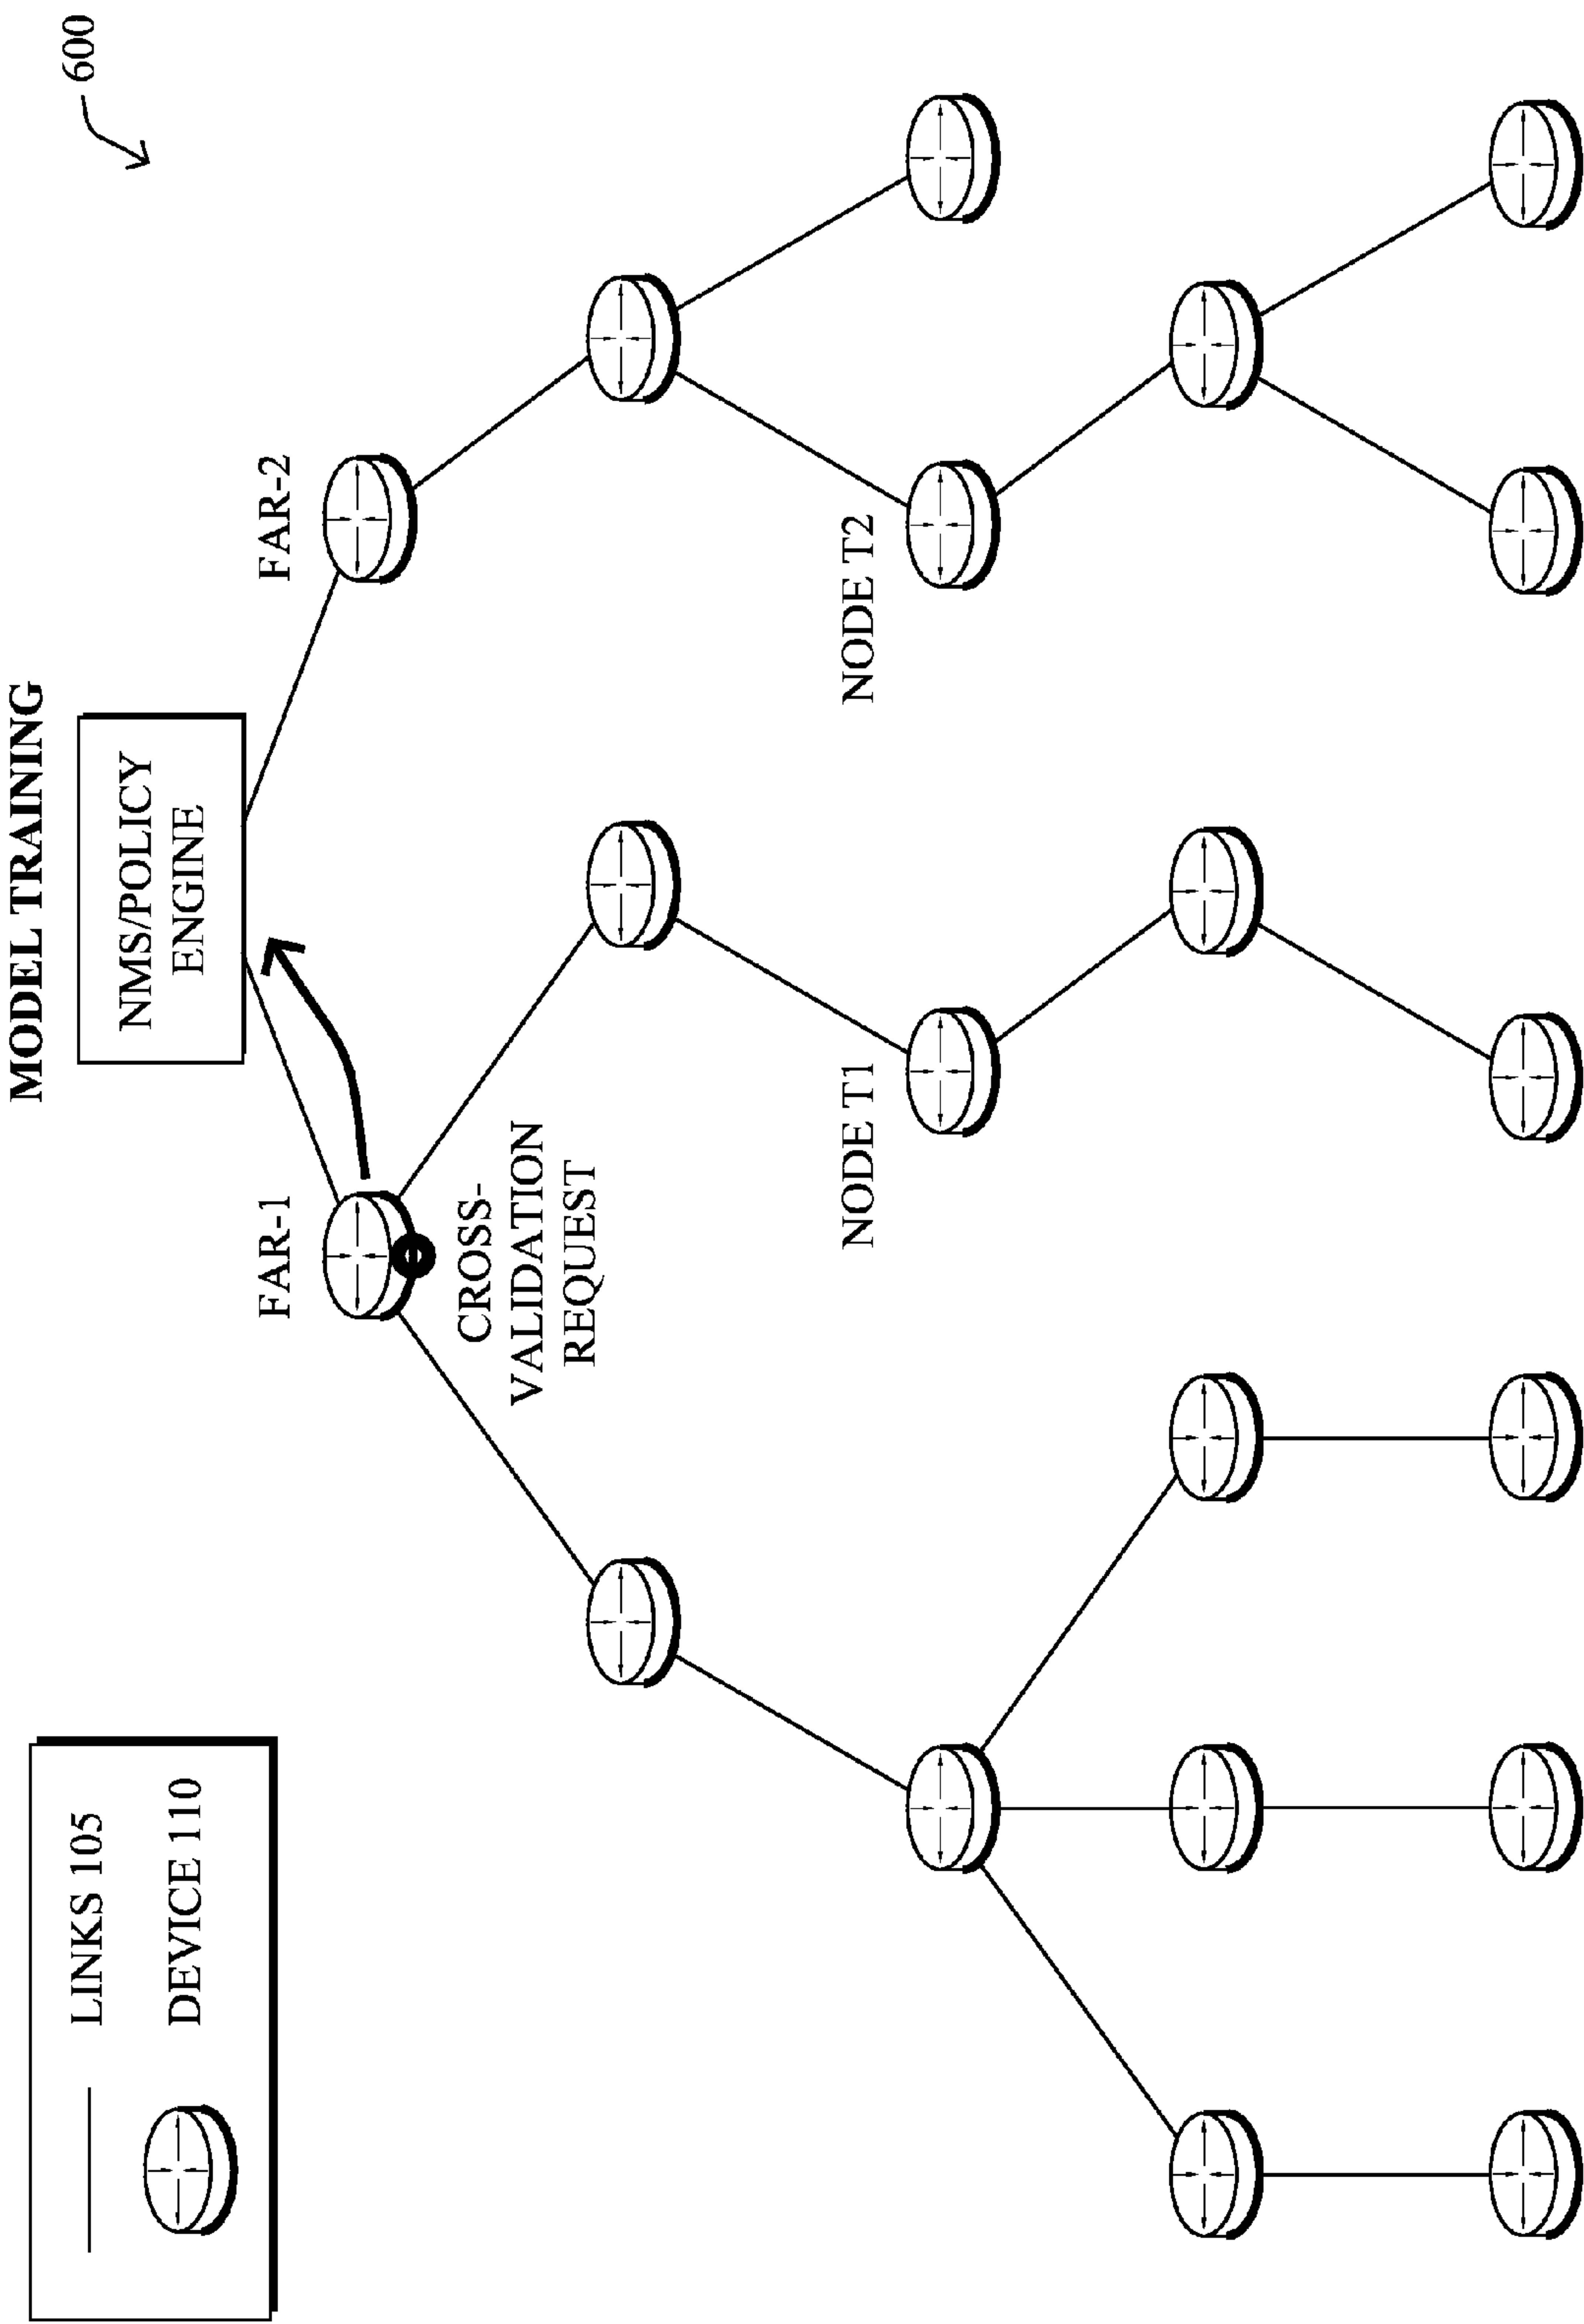 MODEL TRAINING
600
LINKS 105
DEVICE 110
NMS/POLICY
ENGINE
FAR-1
FAR-2
CROSS-
VALIDATION
REQUEST
NODE T1
NODE T2